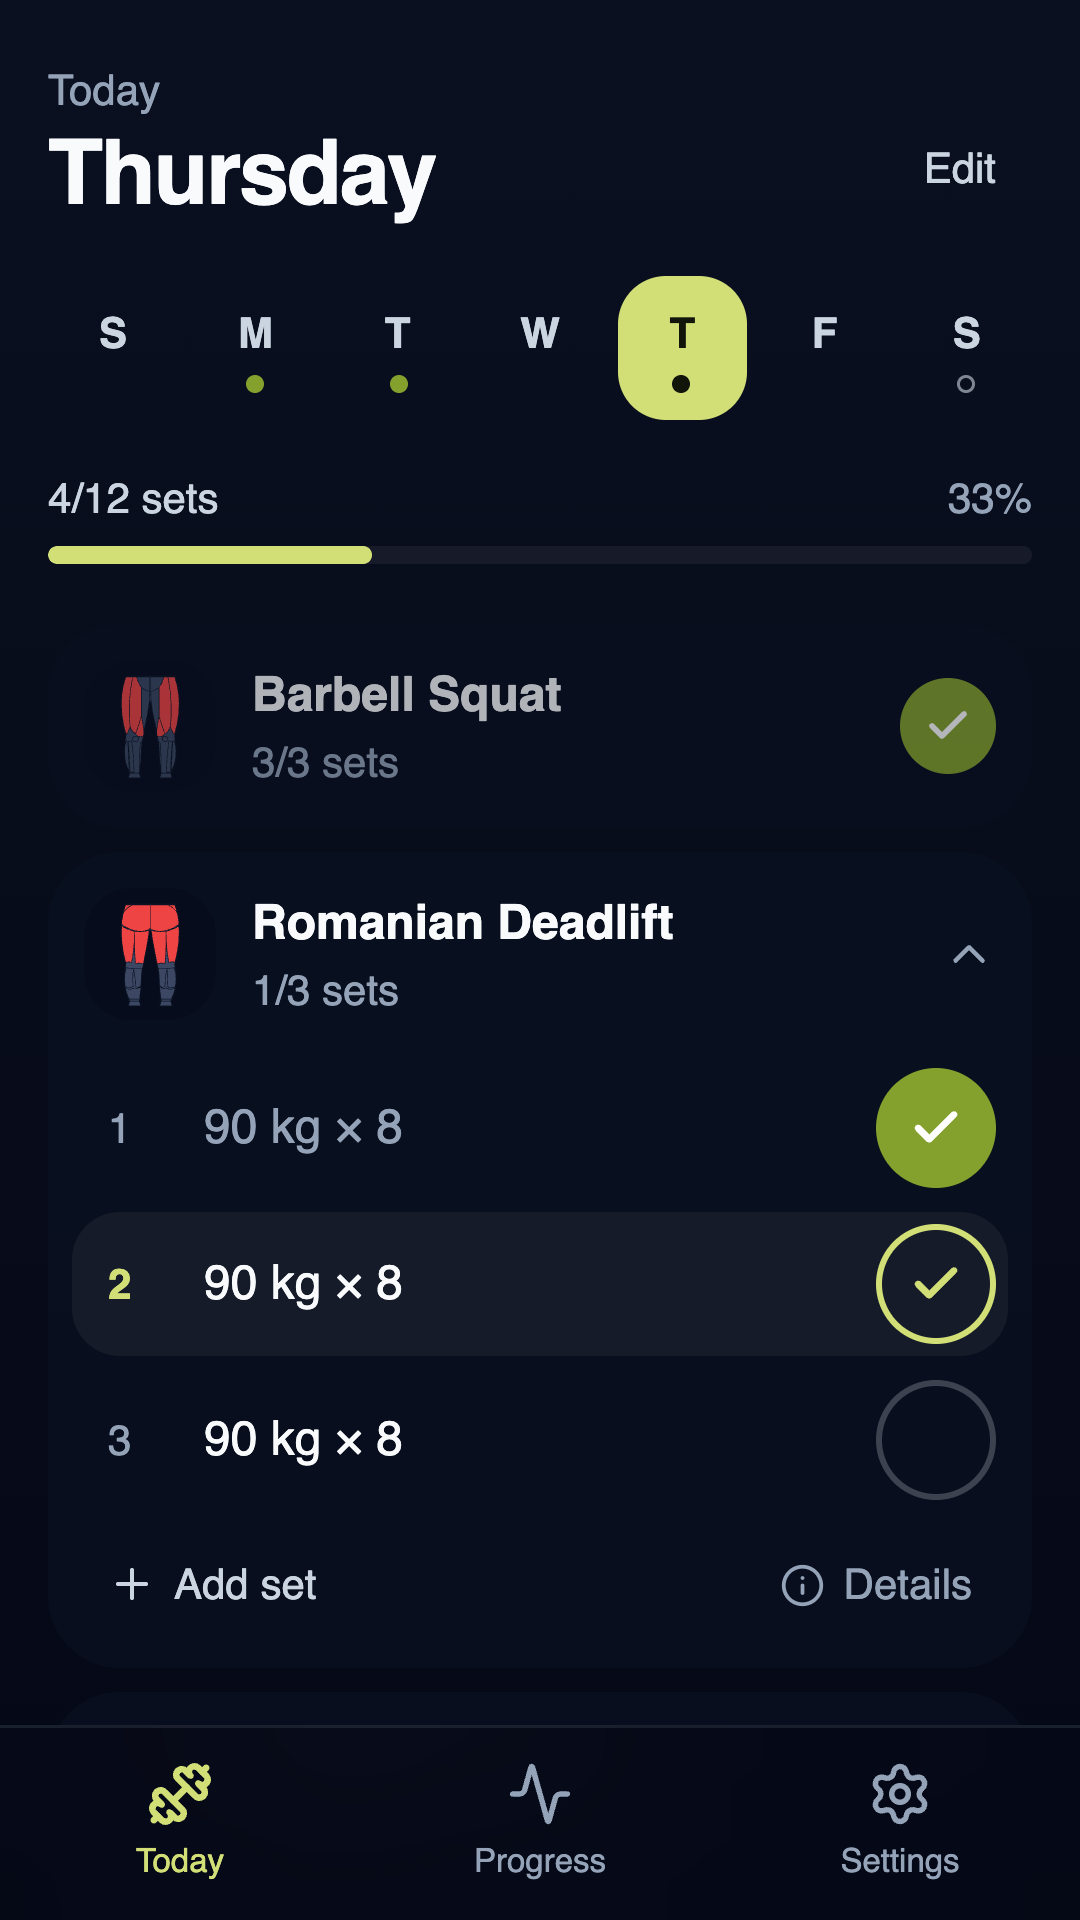 Today
Thursday
Edit
S M T W T F S
4/12 sets 33%
Barbell Squat
3/3 sets
Romanian Deadlift
1/3 sets
1 90 kg × 8
2 90 kg × 8
3 90 kg × 8
Add set Details
Today Progress Settings